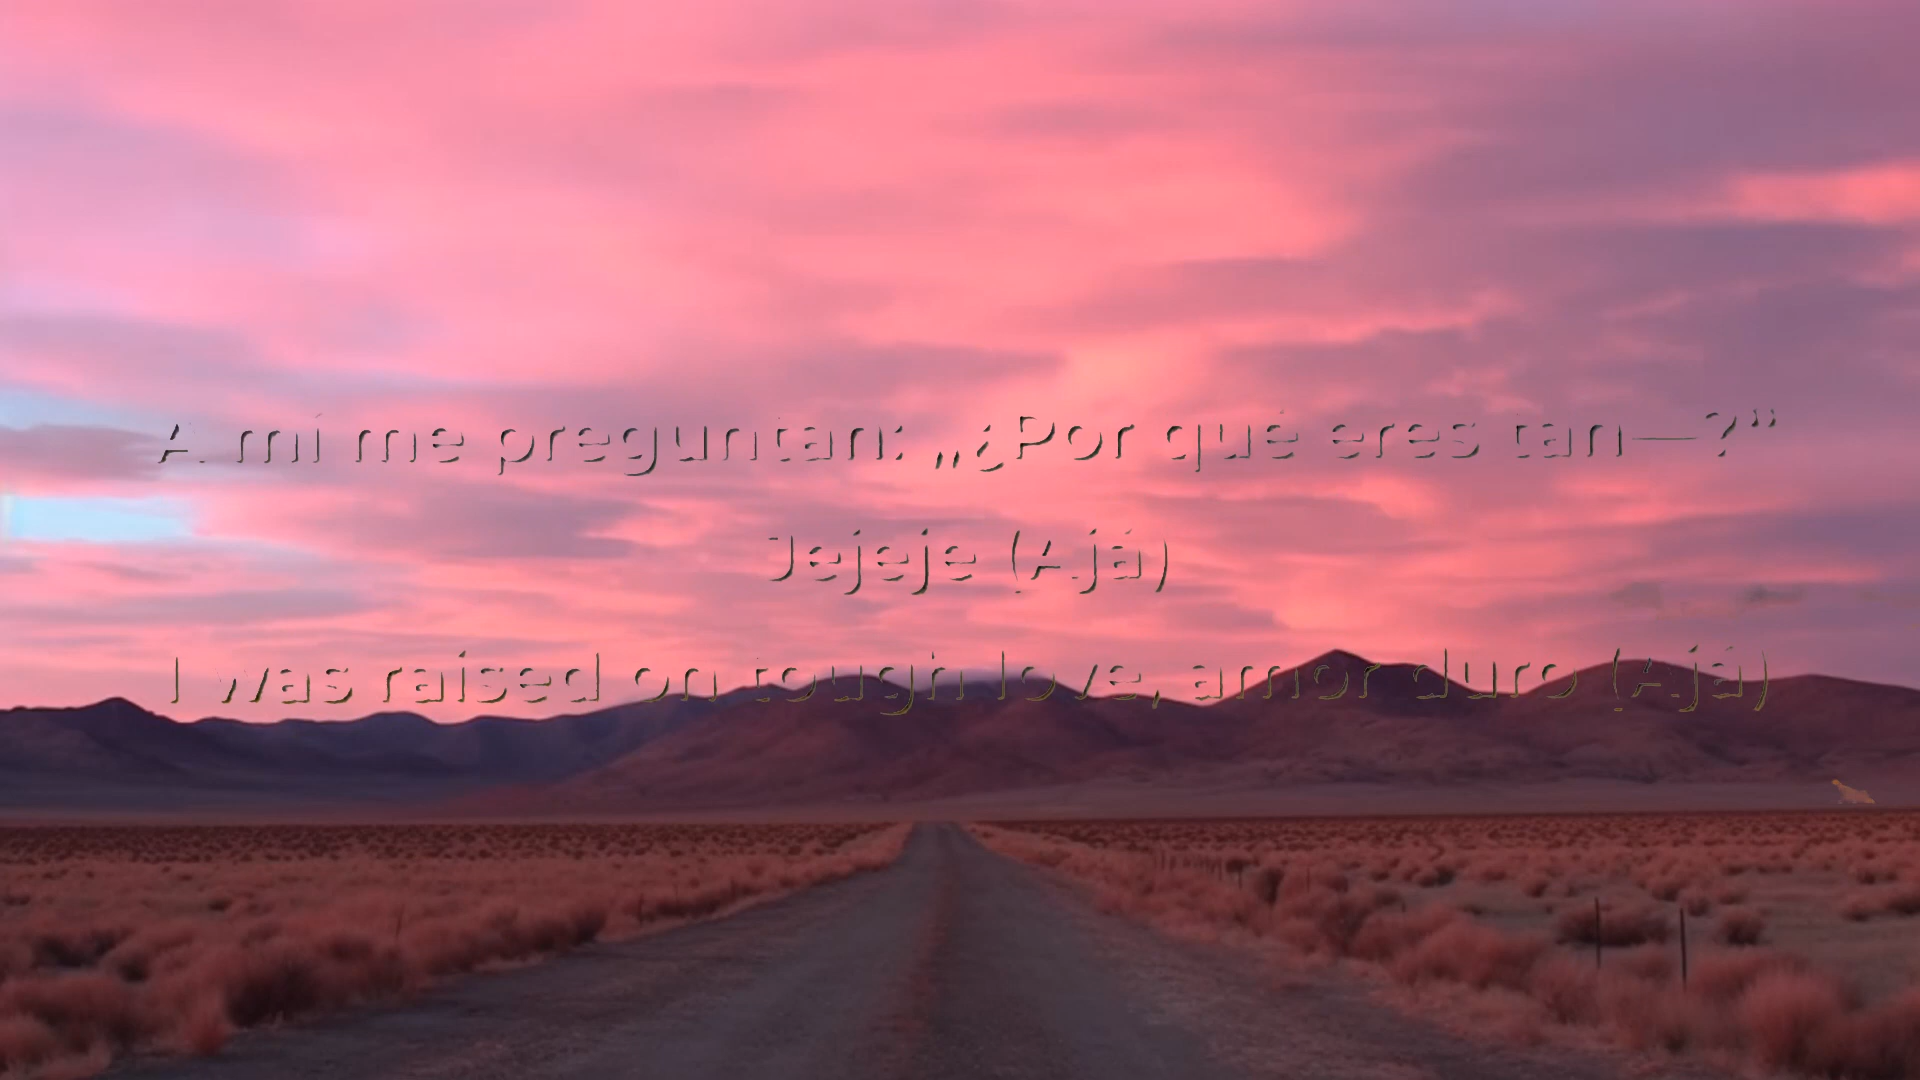 A mí me preguntan: „¿Por qué eres tan—?“
Jejeje (Ajá)
I was raised on tough love, amor duro (Ajá)